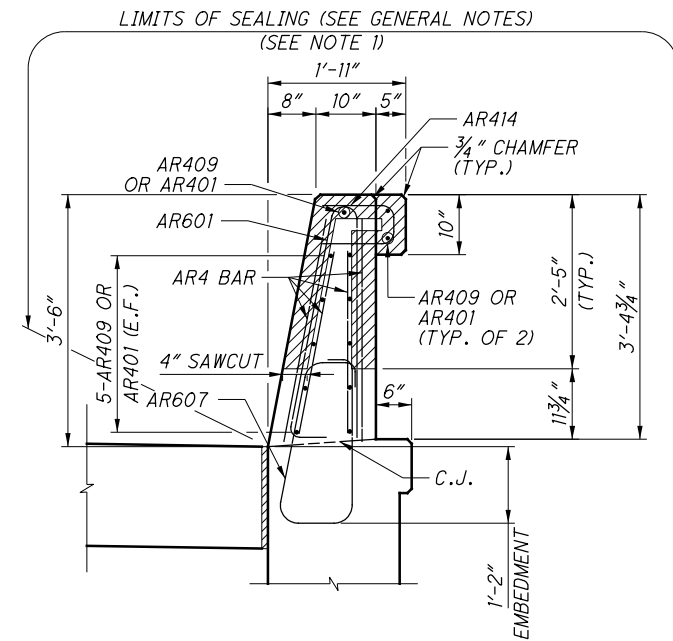 LIMITS OF SEALING (SEE GENERAL NOTES)
(SEE NOTE 1)
1'-11"
8"
10"
5"
AR414
3/4" CHAMFER
(TYP.)
AR409
OR AR401
AR601
AR4 BAR
10"
2'-5"
(TYP.)
3'-4 3/4"
3'-6"
5-AR409 OR
AR401 (E.F.)
AR409 OR
AR401
(TYP. OF 2)
4" SAWCUT
AR607
6"
11 3/4"
C.J.
1'-2"
EMBEDMENT